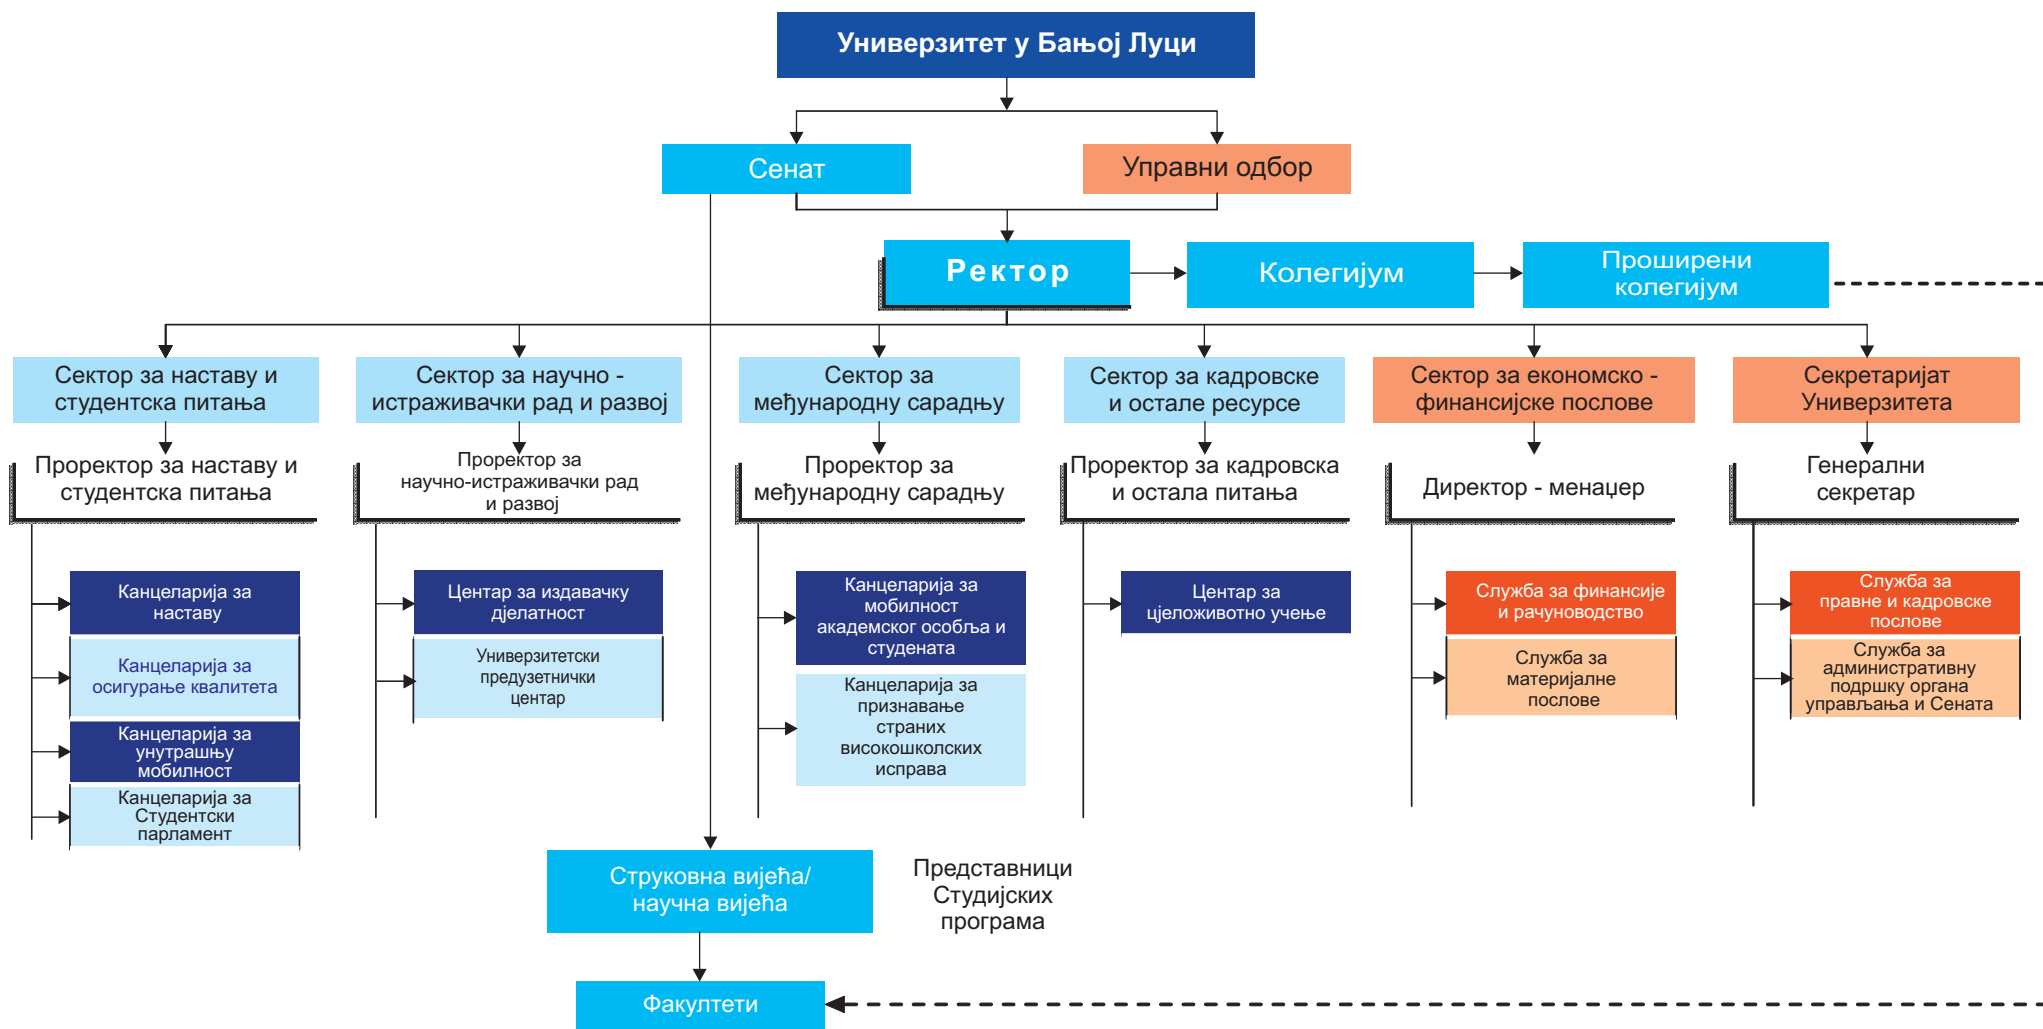 Универзитет у Бањој Луци
Сенат
Управни одбор
Ректор
Колегијум
Проширени
колегијум
Сектор за наставу и
студентска питања
Сектор за научно -
истраживачки рад и развој
Сектор за
међународну сарадњу
Сектор за кадровске
и остале ресурсе
Сектор за економско -
финансијске послове
Секретаријат
Универзитета
Проректор за наставу и
студентска питања
Проректор за
научно-истраживачки рад
и развој
Проректор за
међународну сарадњу
Проректор за кадровска
и остала питања
Директор - менаџер
Генерални
секретар
Канцеларија за
наставу
Канцеларија за
осигурање квалитета
Канцеларија за
унутрашњу
мобилност
Канцеларија за
Студентски
парламент
Центар за издавачку
дјелатност
Универзитетски
предузетнички
центар
Канцеларија за
мобилност
академског особља и
студената
Канцеларија за
признавање
страних
високошколских
исправа
Центар за
цјеложивотно учење
Служба за финансије
и рачуноводство
Служба за
материјалне
послове
Служба за
правне и кадровске
послове
Служба за
административну
подршку органа
управљања и Сената
Струковна вијећа/
научна вијећа
Представници
Студијских
програма
Факултети